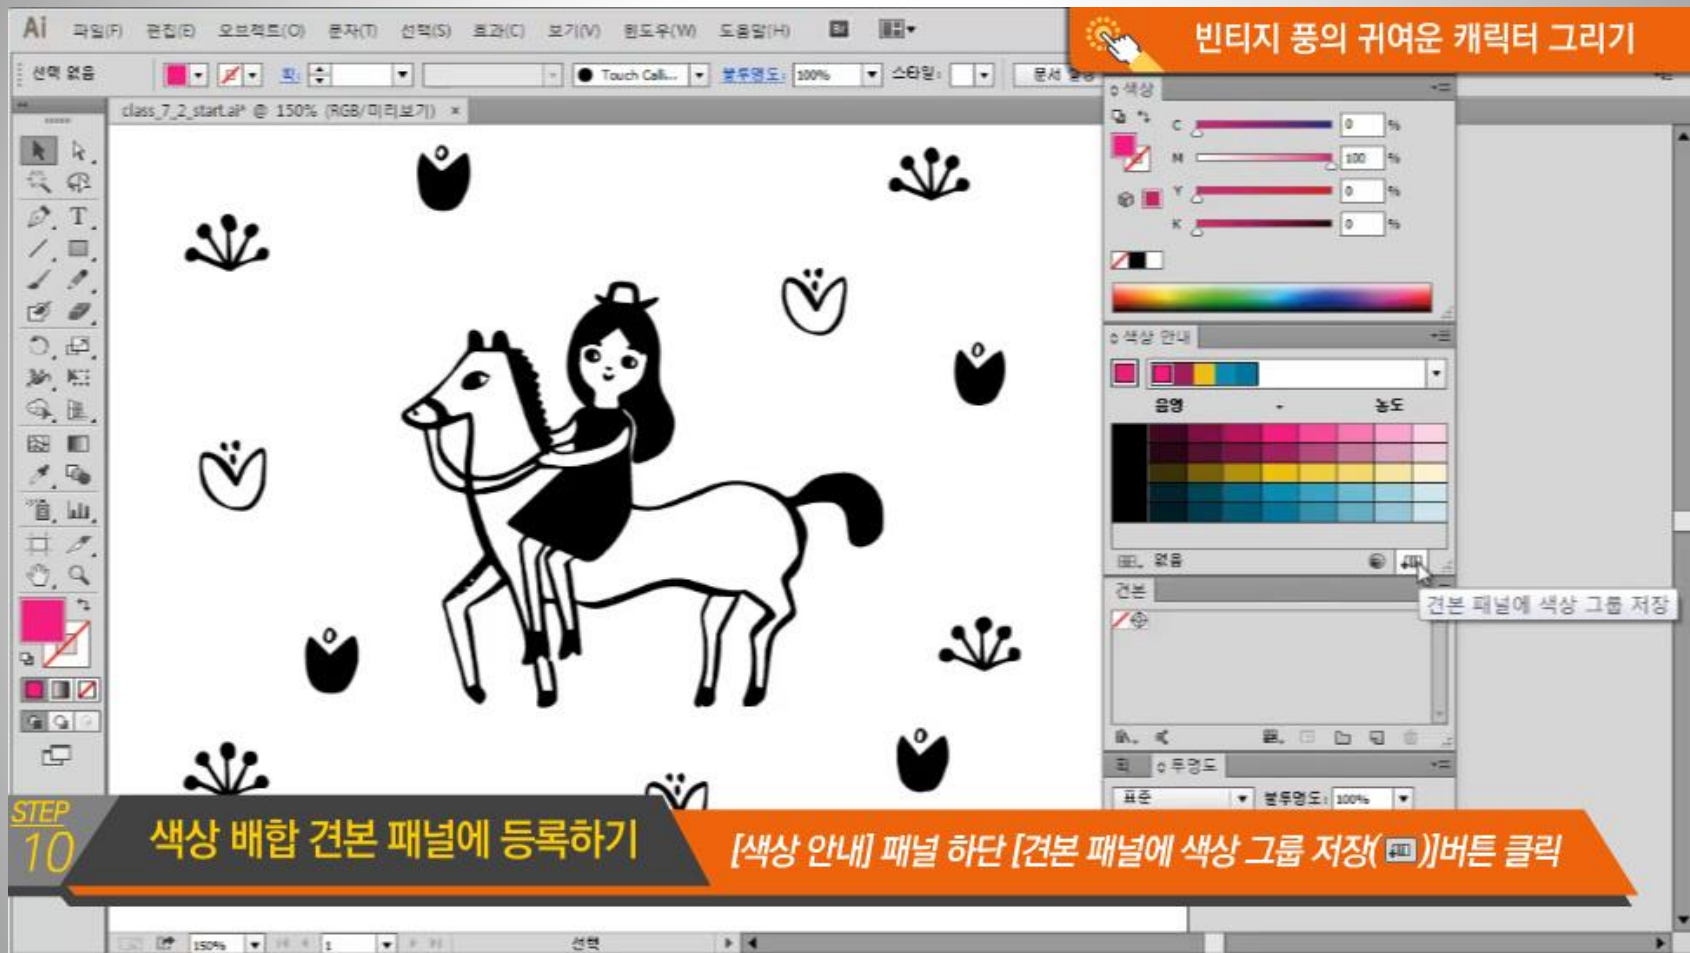 빈티지 풍의 귀여운 캐릭터 그리기
Ai 파일(F) 편집(E) 오브젝트(O) 문자(T) 선택(S) 효과(C) 보기(V) 윈도우(W) 도움말(H) Br
선택 없음 획: Touch Calli... 불투명도: 100% 스타일: 문서
class_7_2_start.ai* @ 150% (RGB/미리보기) ×
색상
C 0 %
M 100 %
Y 0 %
K 0 %
색상 안내
음영 농도
없음
견본
견본 패널에 색상 그룹 저장
획 투명도
표준 불투명도: 100%
STEP
10
색상 배합 견본 패널에 등록하기
[색상 안내] 패널 하단 [견본 패널에 색상 그룹 저장( )]버튼 클릭
150% 1 선택